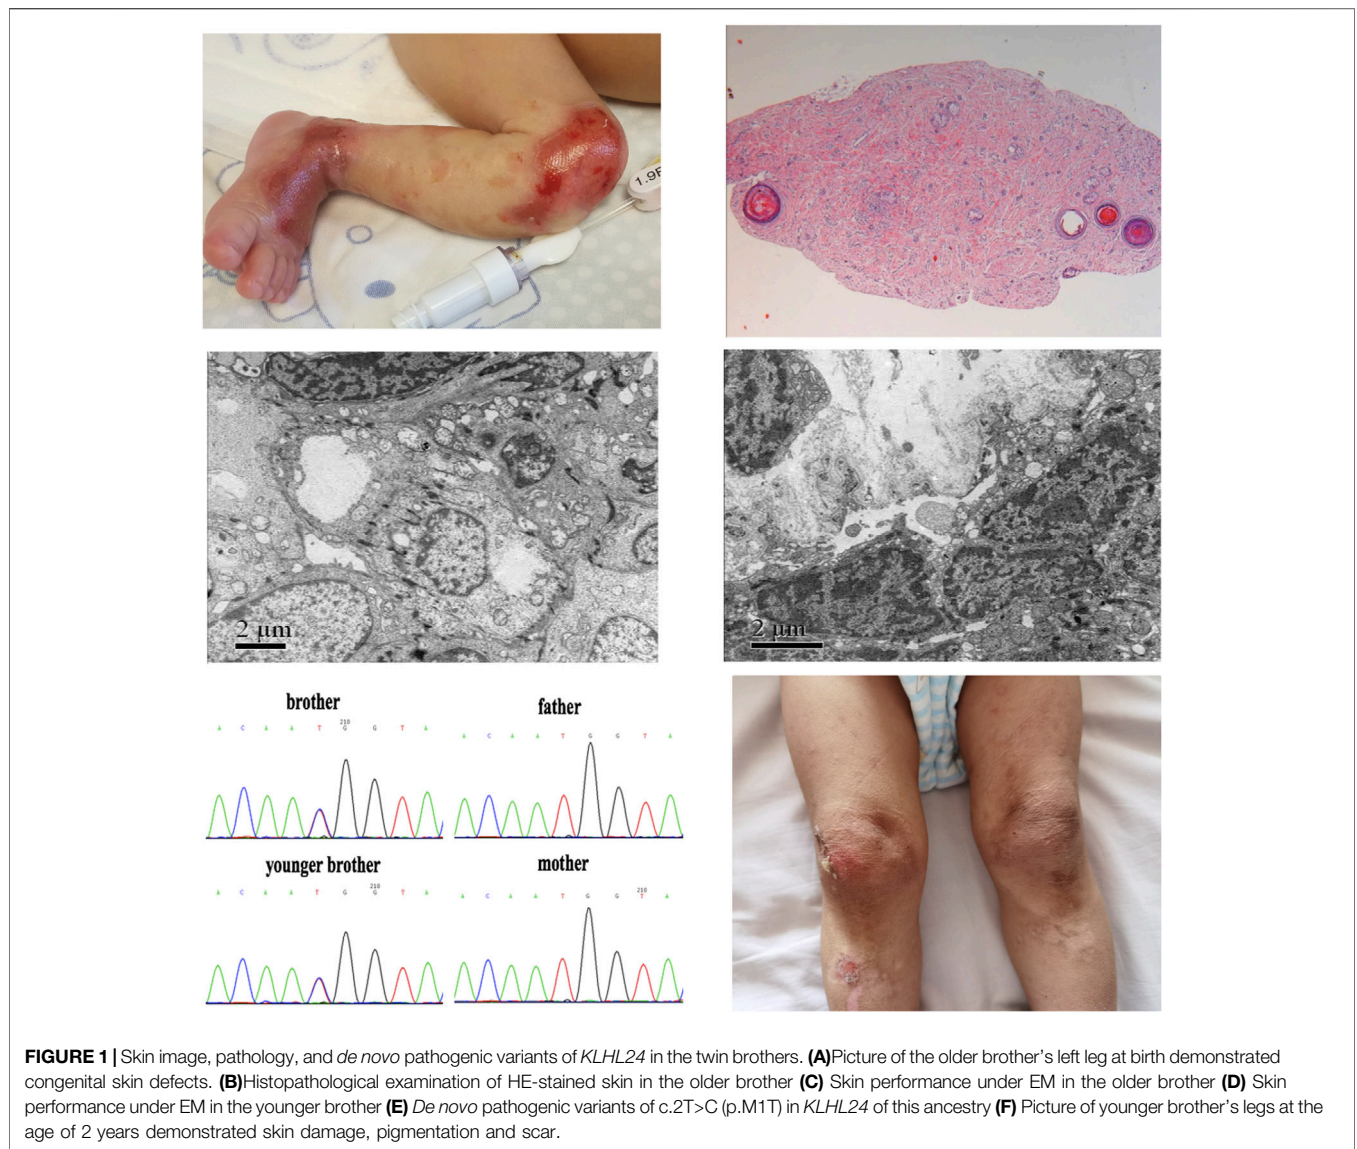 1.9F
2 µm
2 µm
brother
210
A C A A T G G T A
father
A C A A T G G T A
younger brother
210
A C A A T G G T A
mother
210
A C A A T G G T A
FIGURE 1 | Skin image, pathology, and de novo pathogenic variants of KLHL24 in the twin brothers. (A)Picture of the older brother's left leg at birth demonstrated
congenital skin defects. (B)Histopathological examination of HE-stained skin in the older brother (C) Skin performance under EM in the older brother (D) Skin
performance under EM in the younger brother (E) De novo pathogenic variants of c.2T>C (p.M1T) in KLHL24 of this ancestry (F) Picture of younger brother's legs at the
age of 2 years demonstrated skin damage, pigmentation and scar.